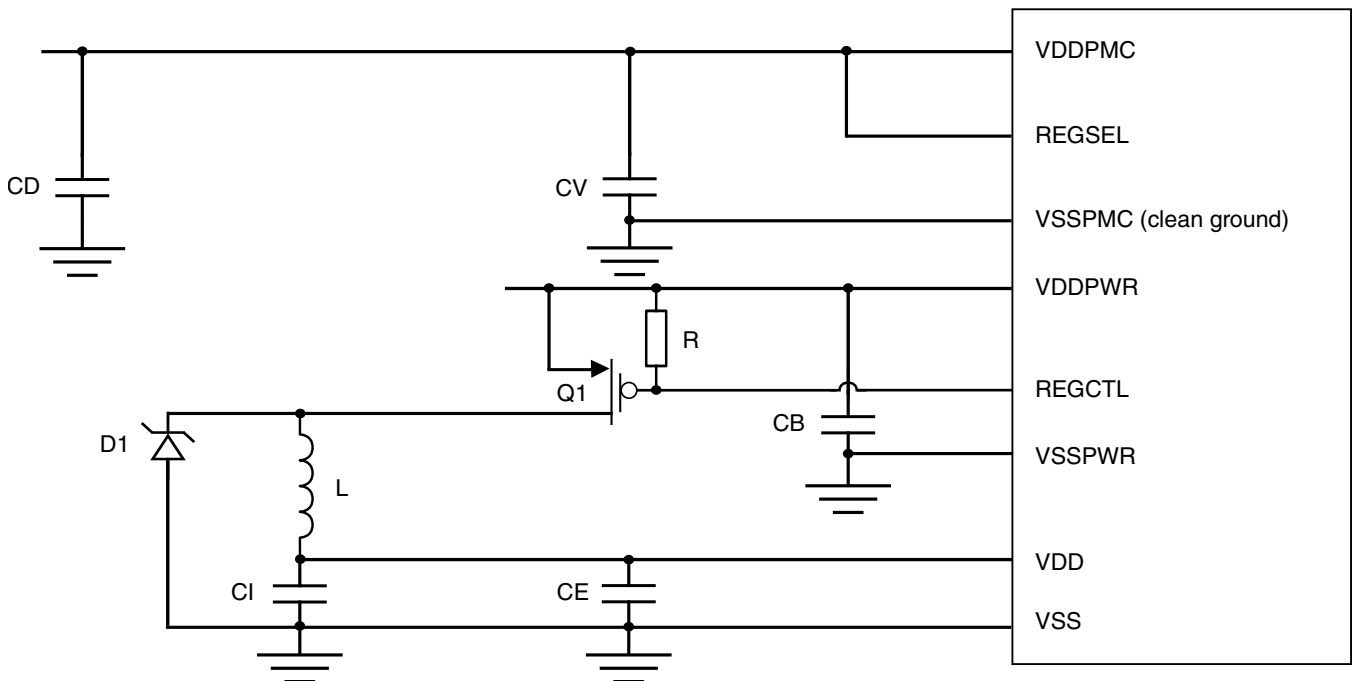 VDDPMC
REGSEL
CD
CV
VSSPMC (clean ground)
VDDPWR
R
Q1
REGCTL
CB
D1
VSSPWR
L
VDD
CI
CE
VSS